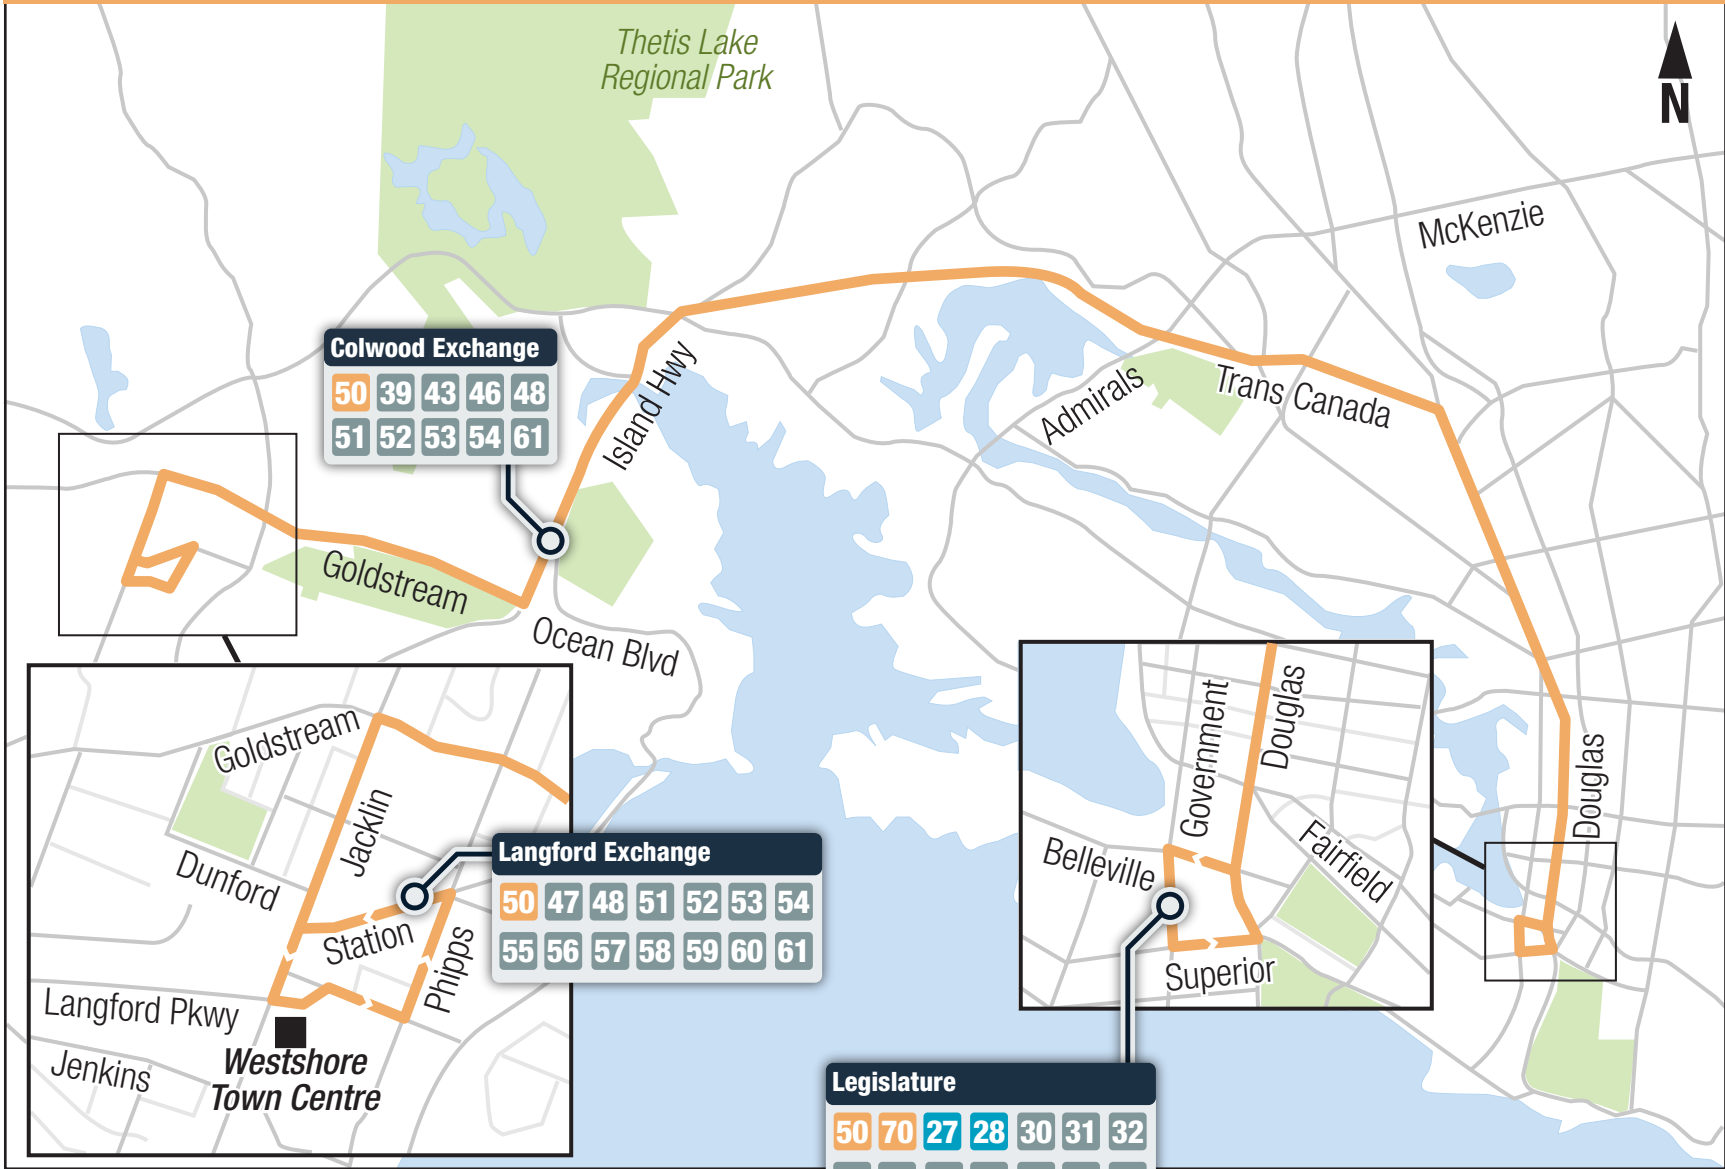 Thetis Lake
Regional Park
N
McKenzie
Colwood Exchange
50 39 43 46 48
51 52 53 54 61
Island Hwy
Admirals
Trans Canada
Goldstream
Ocean Blvd
Douglas
Goldstream
Jacklin
Dunford
Station
Phipps
Langford Pkwy
Jenkins
Westshore
Town Centre
Langford Exchange
50 47 48 51 52 53 54
55 56 57 58 59 60 61
Government
Douglas
Belleville
Fairfield
Superior
Legislature
50 70 27 28 30 31 32